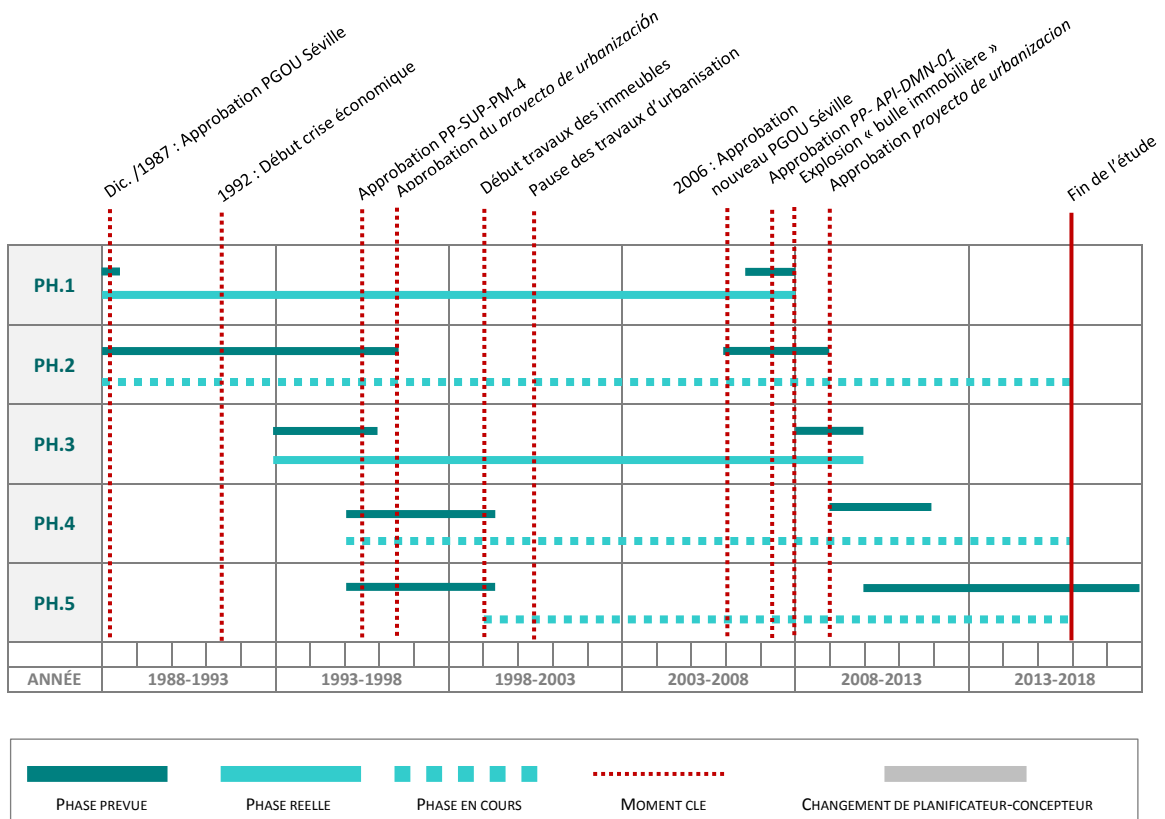 Dic. /1987 : Approbation PGOU Séville
1992 : Début crise économique
Approbation PP-SUP-PM-4
Approbation du proyecto de urbanización
Début travaux des immeubles
Pause des travaux d'urbanisation
2006 : Approbation
nouveau PGOU Séville
Approbation PP- API-DMN-01
Explosion « bulle immobilière »
Approbation proyecto de urbanizacion
Fin de l'étude
PH.1
PH.2
PH.3
PH.4
PH.5
ANNÉE 1988-1993 1993-1998 1998-2003 2003-2008 2008-2013 2013-2018
PHASE PREVUE PHASE REELLE PHASE EN COURS MOMENT CLE CHANGEMENT DE PLANIFICATEUR-CONCEPTEUR